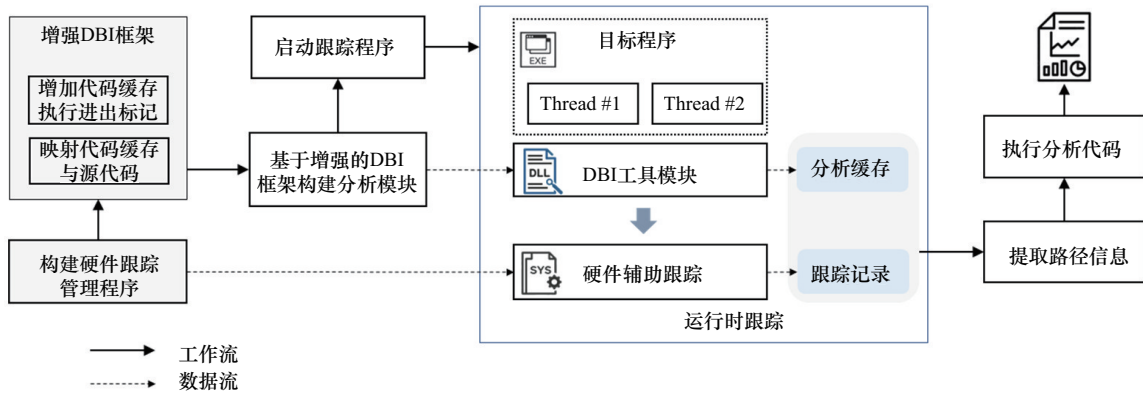 增强DBI框架
增加代码缓存
执行进出标记
映射代码缓存
与源代码
构建硬件跟踪
管理程序
启动跟踪程序
基于增强的DBI
框架构建分析模块
目标程序
EXE
Thread #1
Thread #2
DLL
DBI工具模块
SYS
硬件辅助跟踪
分析缓存
跟踪记录
运行时跟踪
执行分析代码
提取路径信息
工作流
数据流